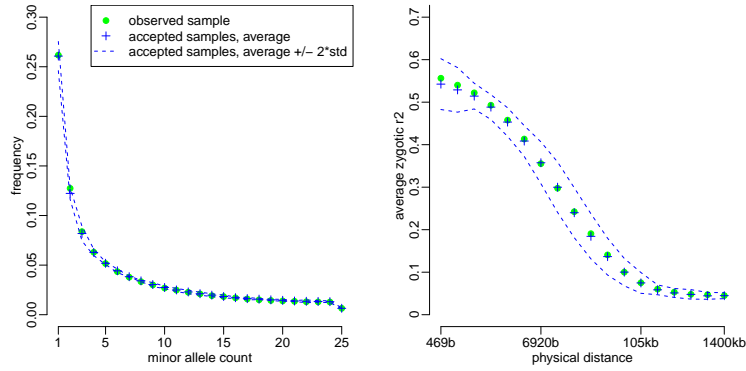 observed sample
accepted samples, average
accepted samples, average +/- 2*std
frequency
0.00
0.05
0.10
0.15
0.20
0.25
0.30
1
5
10
15
20
25
minor allele count
average zygotic r2
0
0.1
0.2
0.3
0.4
0.5
0.6
0.7
469b
6920b
105kb
1400kb
physical distance